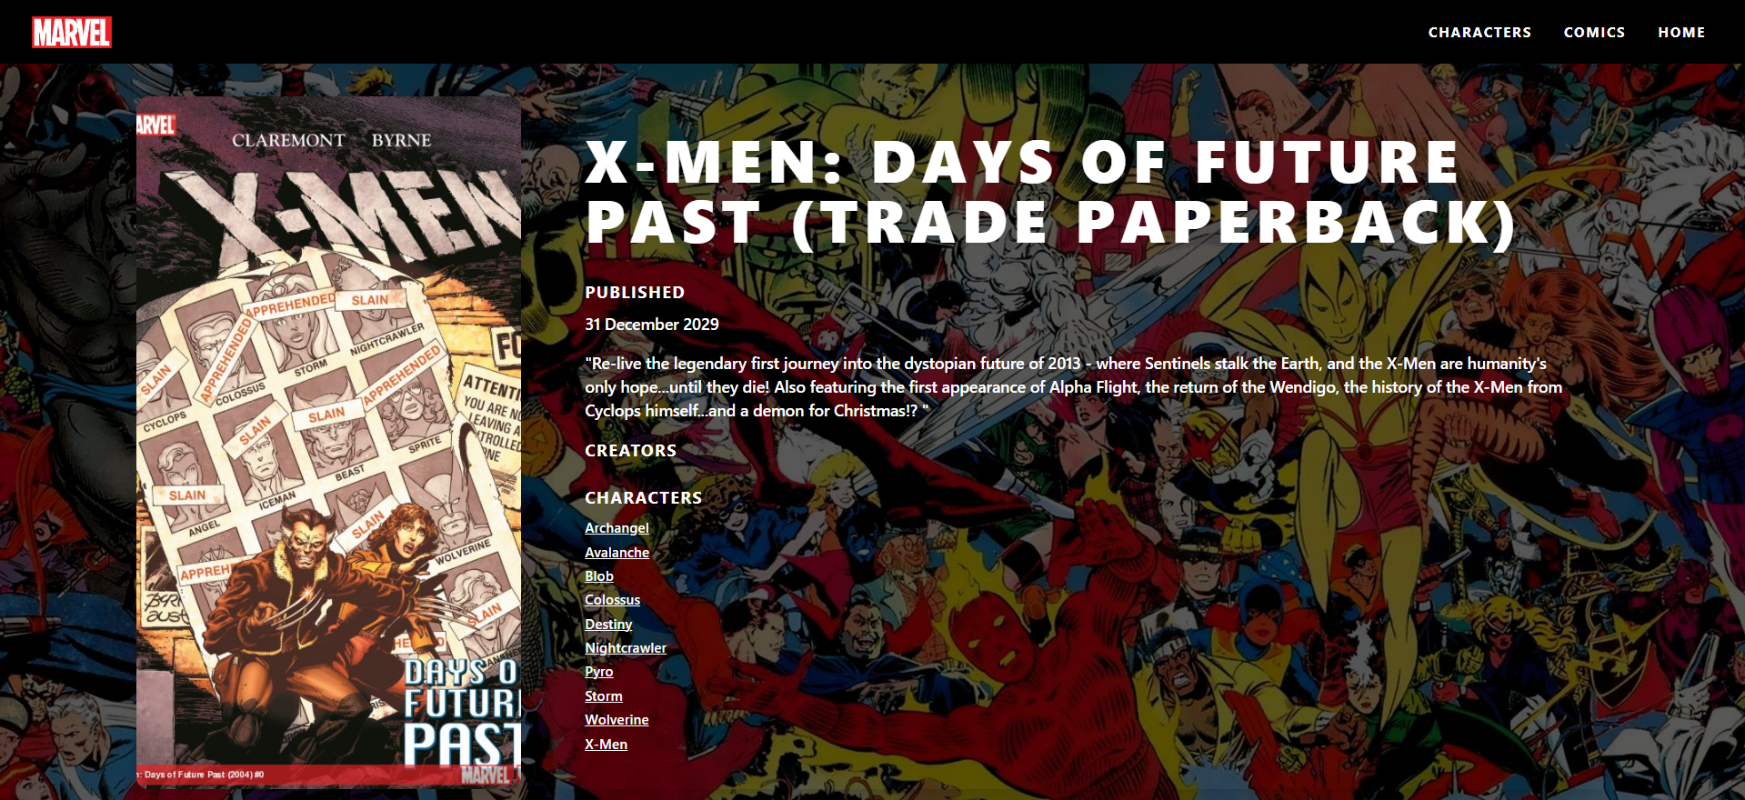 MARVEL
CHARACTERS COMICS HOME
ARVEL
CLAREMONT BYRNE
X-MEN
APPREHENDED
SLAIN
APPREHENDED
SLAIN
NIGHTCRAWLER
STORM
COLOSSUS
CYCLOPS
APPREHENDED
SLAIN
SLAIN
FU
ATTENTI
YOU ARE NO
LEAVING A
NTROLLE
SPRITE
BEAST
ICEMAN
SLAIN
ANGEL
SLAIN
WOLVERINE
APPREH
SLAIN
DAYS O
FUTUR
PAST
: Days of Future Past (2004) #0
MARVEL
X-MEN: DAYS OF FUTURE
PAST (TRADE PAPERBACK)
PUBLISHED
31 December 2029
"Re-live the legendary first journey into the dystopian future of 2013 - where Sentinels stalk the Earth, and the X-Men are humanity's
only hope...until they die! Also featuring the first appearance of Alpha Flight, the return of the Wendigo, the history of the X-Men from
Cyclops himself...and a demon for Christmas!? "
CREATORS
CHARACTERS
Archangel
Avalanche
Blob
Colossus
Destiny
Nightcrawler
Pyro
Storm
Wolverine
X-Men